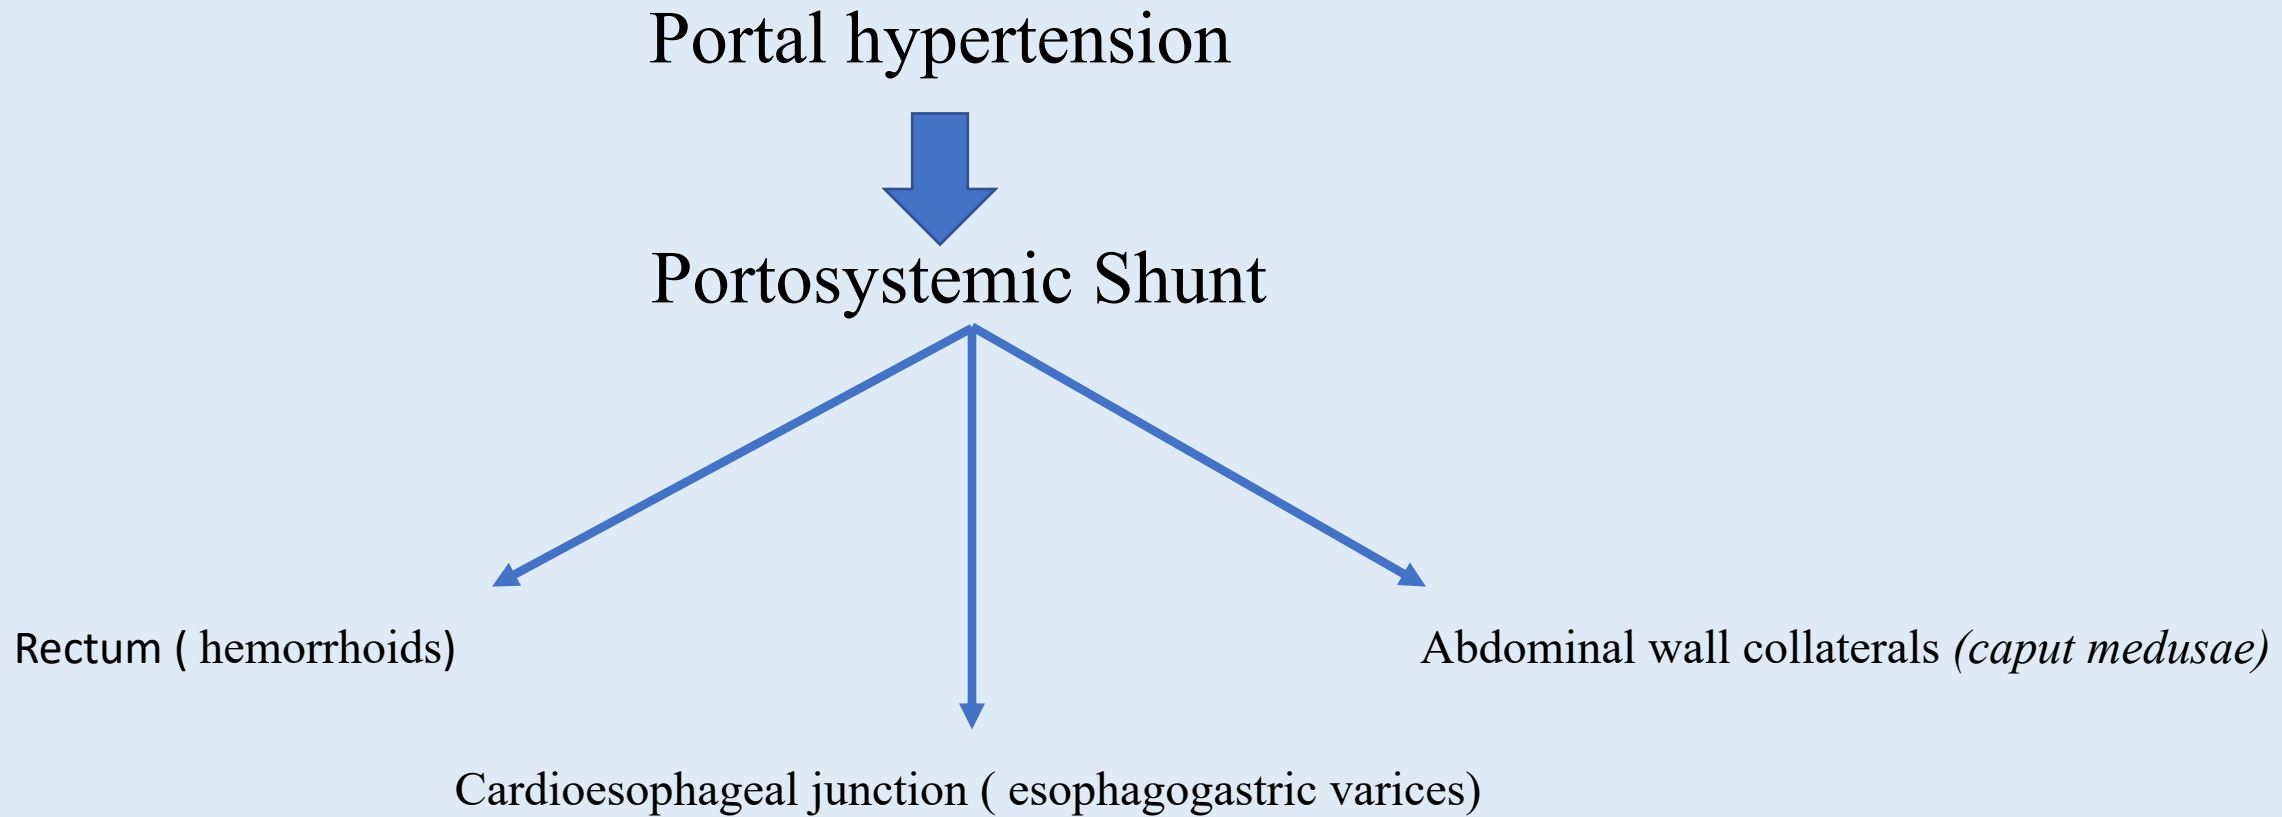 Portal hypertension
Portosystemic Shunt
Rectum ( hemorrhoids)
Abdominal wall collaterals (caput medusae)
Cardioesophageal junction ( esophagogastric varices)